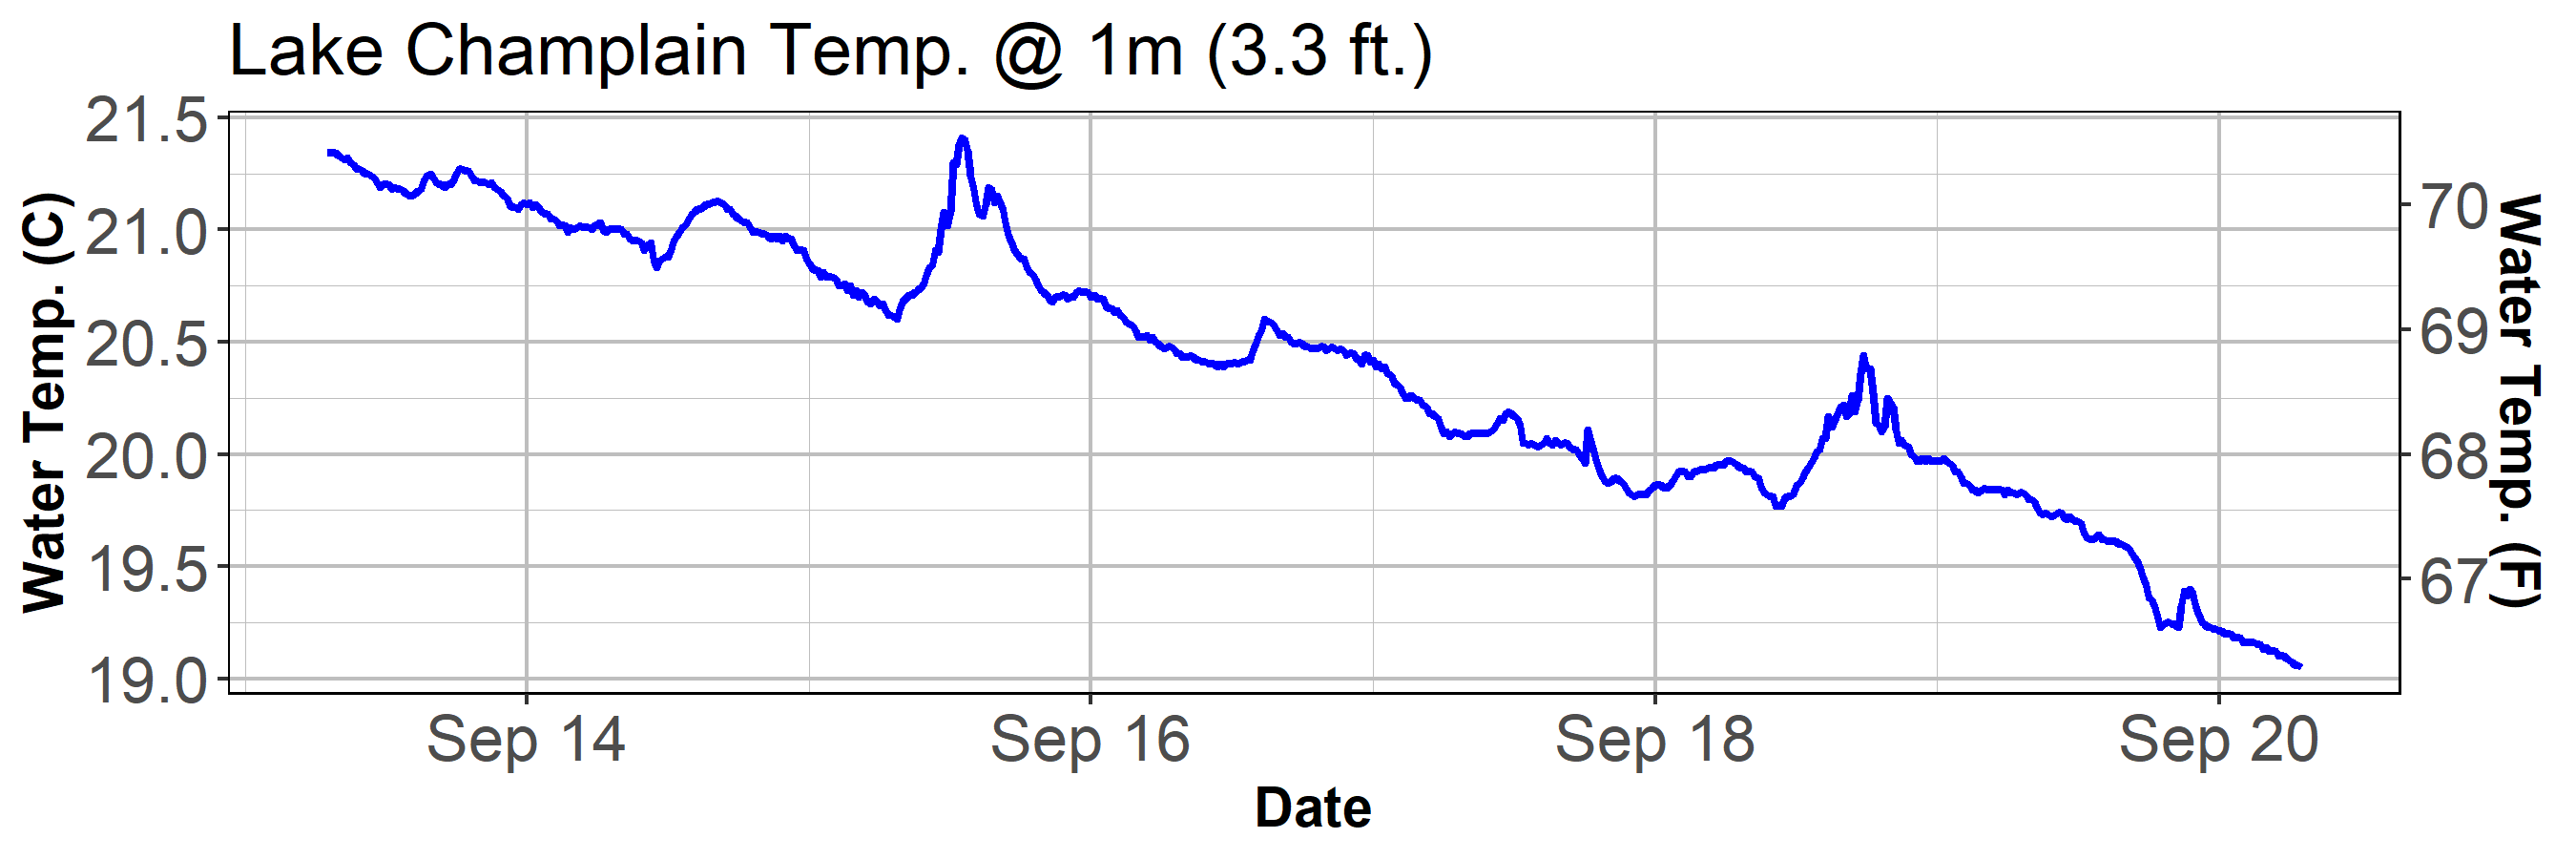 Lake Champlain Temp. @ 1m (3.3 ft.)
Water Temp. (C)
21.5
21.0
20.5
20.0
19.5
19.0
70
69
68
67
Water Temp. (F)
Sep 14
Sep 16
Sep 18
Sep 20
Date